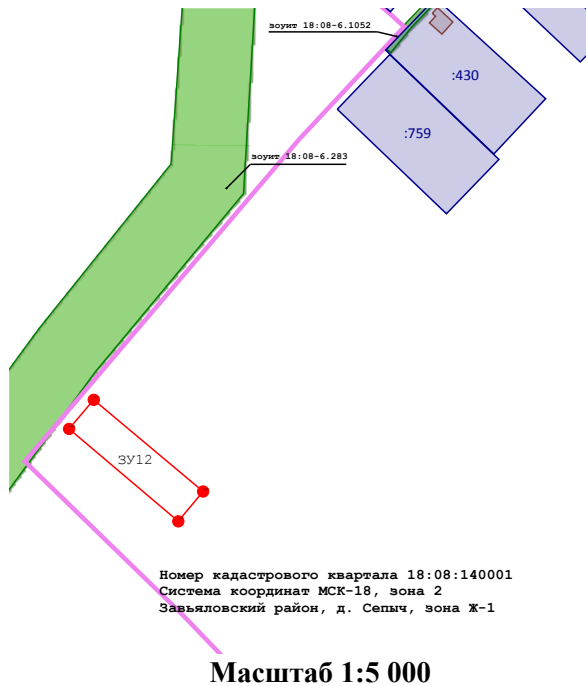 зоуит 18:08-6.1052
:430
:759
зоуит 18:08-6.283
ЗУ12
Номер кадастрового квартала 18:08:140001
Система координат МСК-18, зона 2
Завьяловский район, д. Сепыч, зона Ж-1
Масштаб 1:5 000